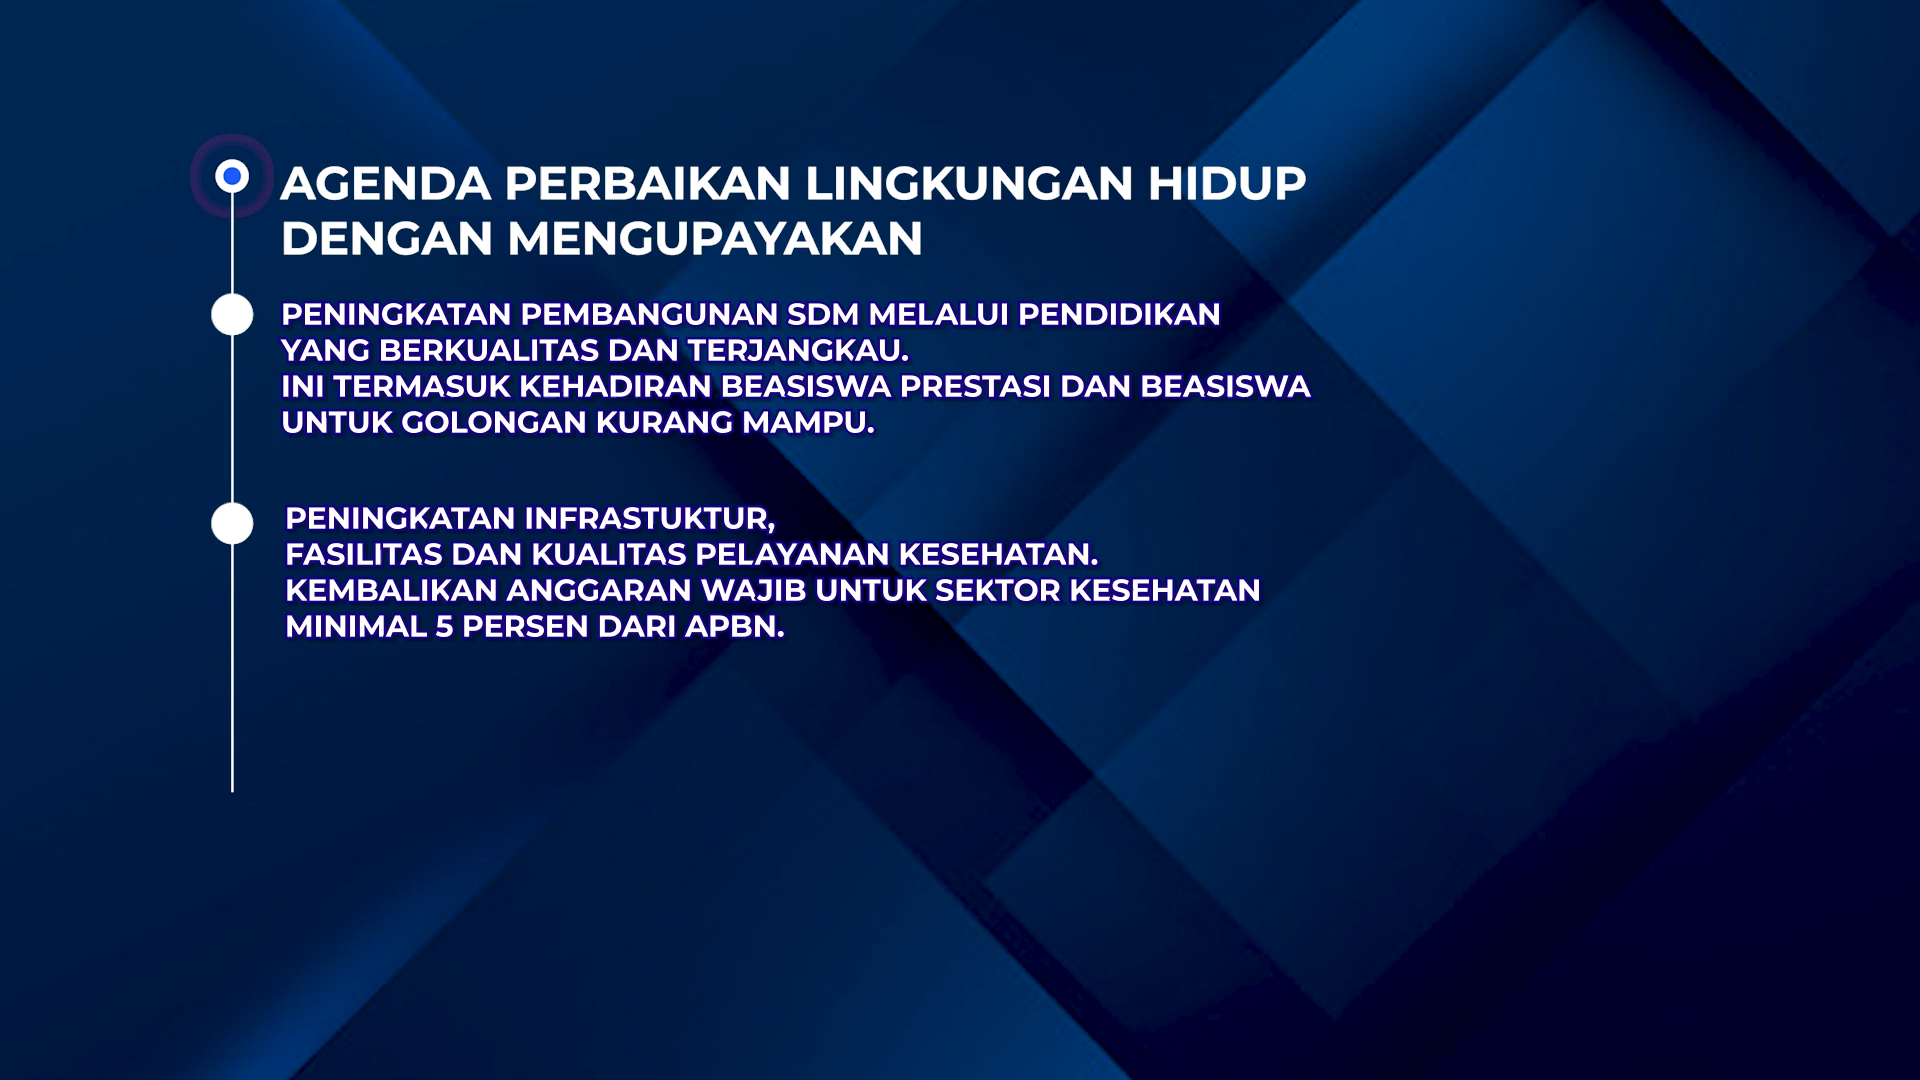 AGENDA PERBAIKAN LINGKUNGAN HIDUP
DENGAN MENGUPAYAKAN
PENINGKATAN PEMBANGUNAN SDM MELALUI PENDIDIKAN
YANG BERKUALITAS DAN TERJANGKAU.
INI TERMASUK KEHADIRAN BEASISWA PRESTASI DAN BEASISWA
UNTUK GOLONGAN KURANG MAMPU.
PENINGKATAN INFRASTUKTUR,
FASILITAS DAN KUALITAS PELAYANAN KESEHATAN.
KEMBALIKAN ANGGARAN WAJIB UNTUK SEKTOR KESEHATAN
MINIMAL 5 PERSEN DARI APBN.